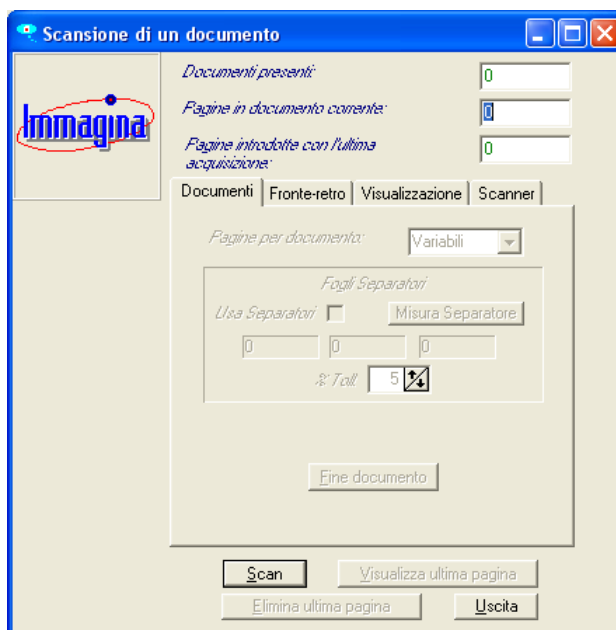 Scansione di un documento
Immagina
Documenti presenti: 0
Pagine in documento corrente: 0
Pagine introdotte con l'ultima
acquisizione: 0
Documenti Fronte-retro Visualizzazione Scanner
Pagine per documento: Variabili
Fogli Separatori
Usa Separatori Misura Separatore
0 0 0
% Toll 5
Fine documento
Scan Visualizza ultima pagina
Elimina ultima pagina Uscita